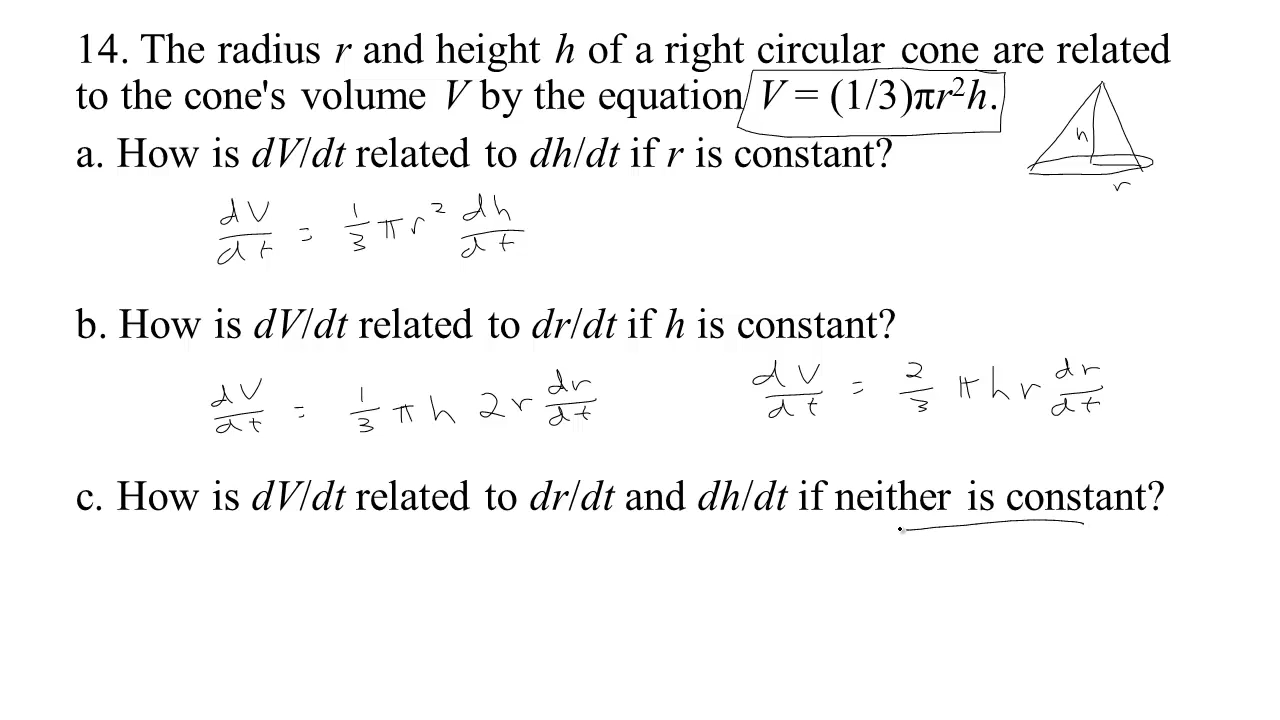 14. The radius r and height h of a right circular cone are related
to the cone's volume V by the equation V = (1/3)πr²h.
h
r
a. How is dV/dt related to dh/dt if r is constant?
dV/dt = 1/3 π r² dh/dt
b. How is dV/dt related to dr/dt if h is constant?
dV/dt = 1/3 π h 2r dr/dt
dV/dt = 2/3 π h r dr/dt
c. How is dV/dt related to dr/dt and dh/dt if neither is constant?